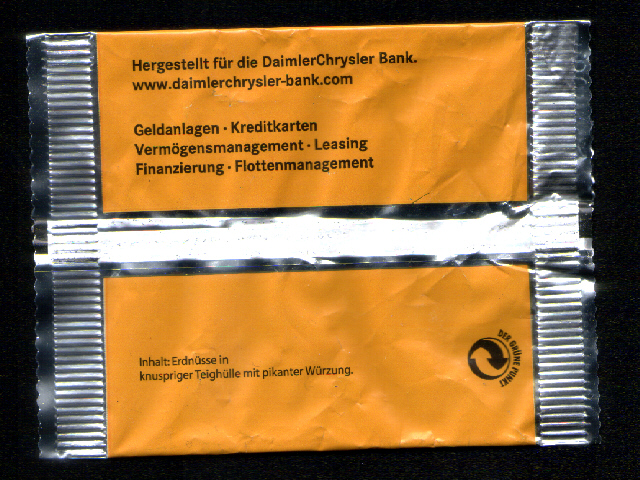 Hergestellt für die DaimlerChrysler Bank.
www.daimlerchrysler-bank.com
Geldanlagen · Kreditkarten
Vermögensmanagement · Leasing
Finanzierung · Flottenmanagement
Inhalt: Erdnüsse in
knuspriger Teighülle mit pikanter Würzung.
DER GRÜNE PUNKT